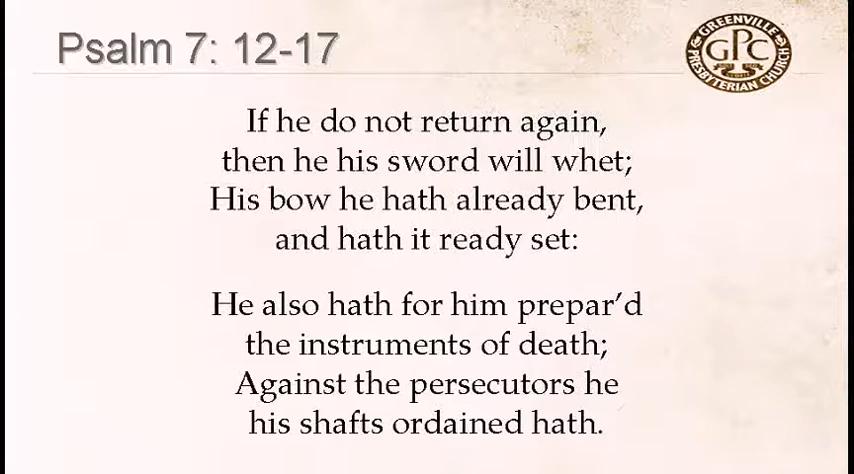 Psalm 7: 12-17
GREENVILLE
GPC
PRESBYTERIAN CHURCH
If he do not return again,
then he his sword will whet;
His bow he hath already bent,
and hath it ready set:
He also hath for him prepar’d
the instruments of death;
Against the persecutors he
his shafts ordained hath.